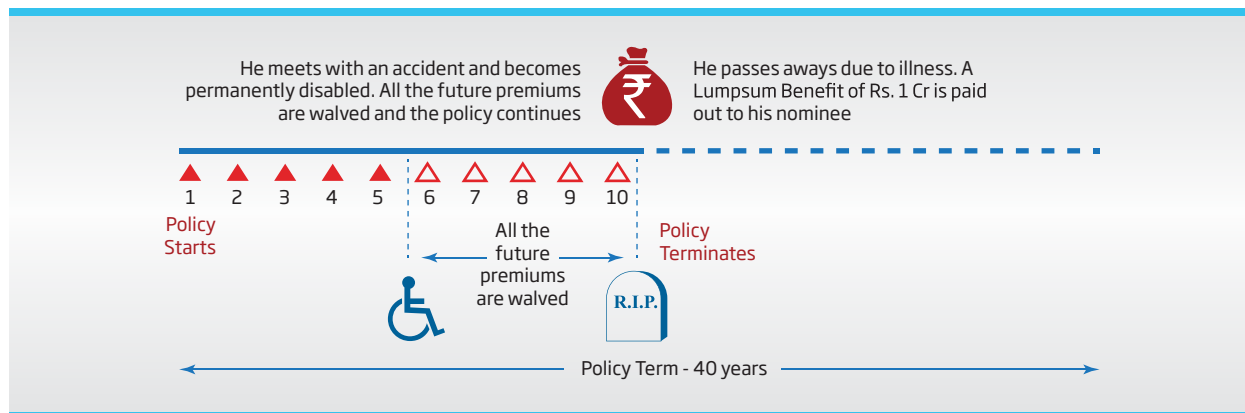 He meets with an accident and becomes
permanently disabled. All the future premiums
are walved and the policy continues
₹
He passes aways due to illness. A
Lumpsum Benefit of Rs. 1 Cr is paid
out to his nominee
1 2 3 4 5 6 7 8 9 10
Policy
Starts
All the
future
premiums
are walved
Policy
Terminates
R.I.P.
Policy Term - 40 years